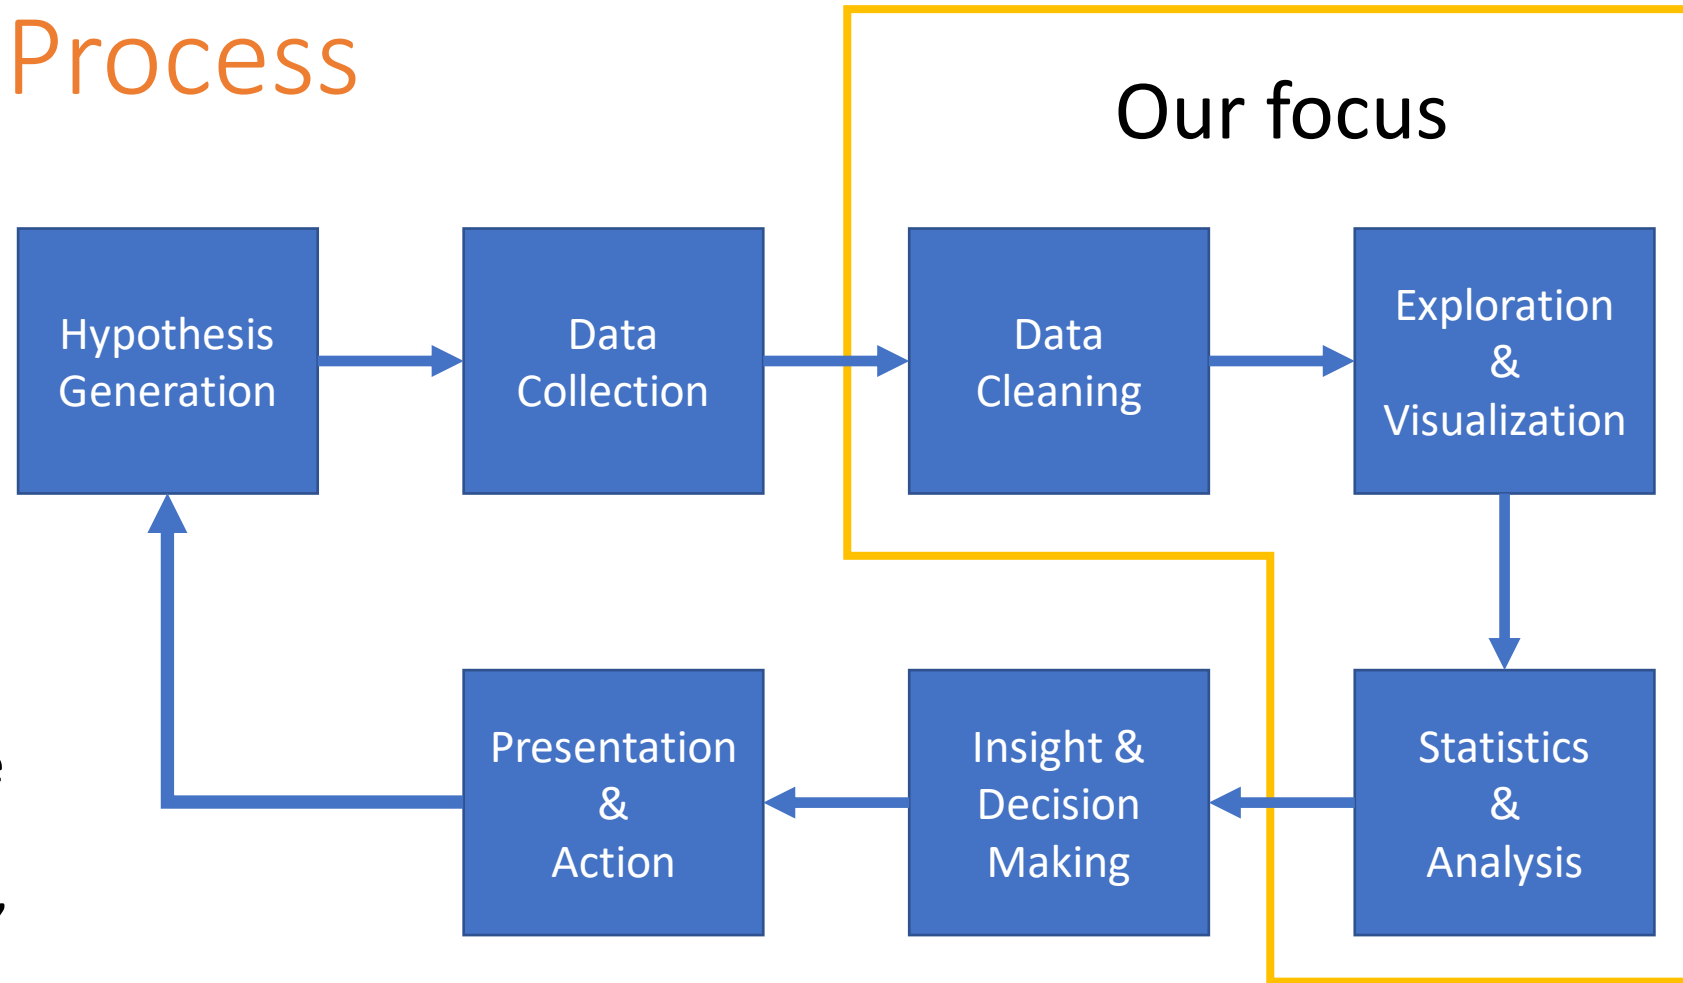 Process
Our focus
Hypothesis
Generation
Data
Collection
Data
Cleaning
Exploration
&
Visualization
Presentation
&
Action
Insight &
Decision
Making
Statistics
&
Analysis